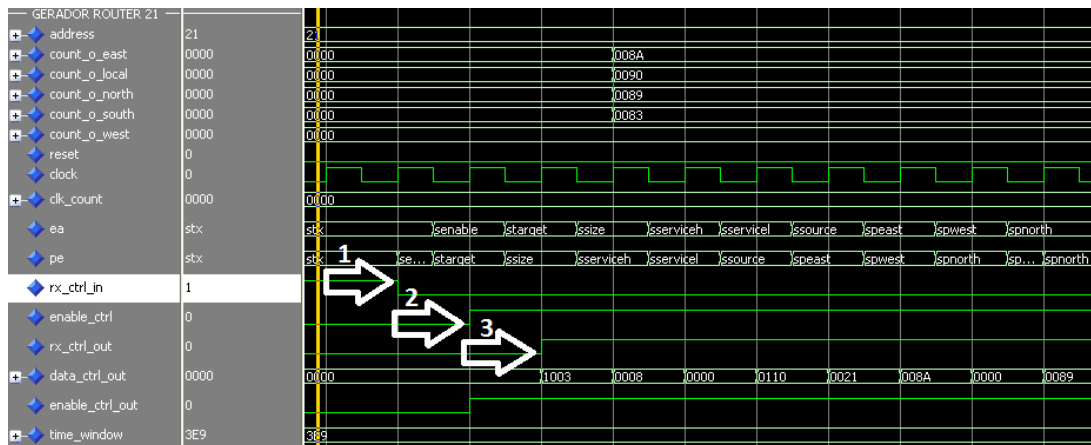 GERADOR ROUTER 21
address 21 21
count_o_east 0000 0000 008A
count_o_local 0000 0000 0090
count_o_north 0000 0000 0089
count_o_south 0000 0000 0083
count_o_west 0000 0000
reset 0
clock 0
clk_count 0000 0000
ea stx stx senable starget ssize sserviceh sservicel ssource speast spwest spnorth
pe stx stx se... starget ssize sserviceh sservicel ssource speast spwest spnorth sp... spnorth
1
rx_ctrl_in 1
2
enable_ctrl 0
3
rx_ctrl_out 0
data_ctrl_out 0000 0000 1003 0008 0000 0110 0021 008A 0000 0089
enable_ctrl_out 0
time_window 3E9 3E9